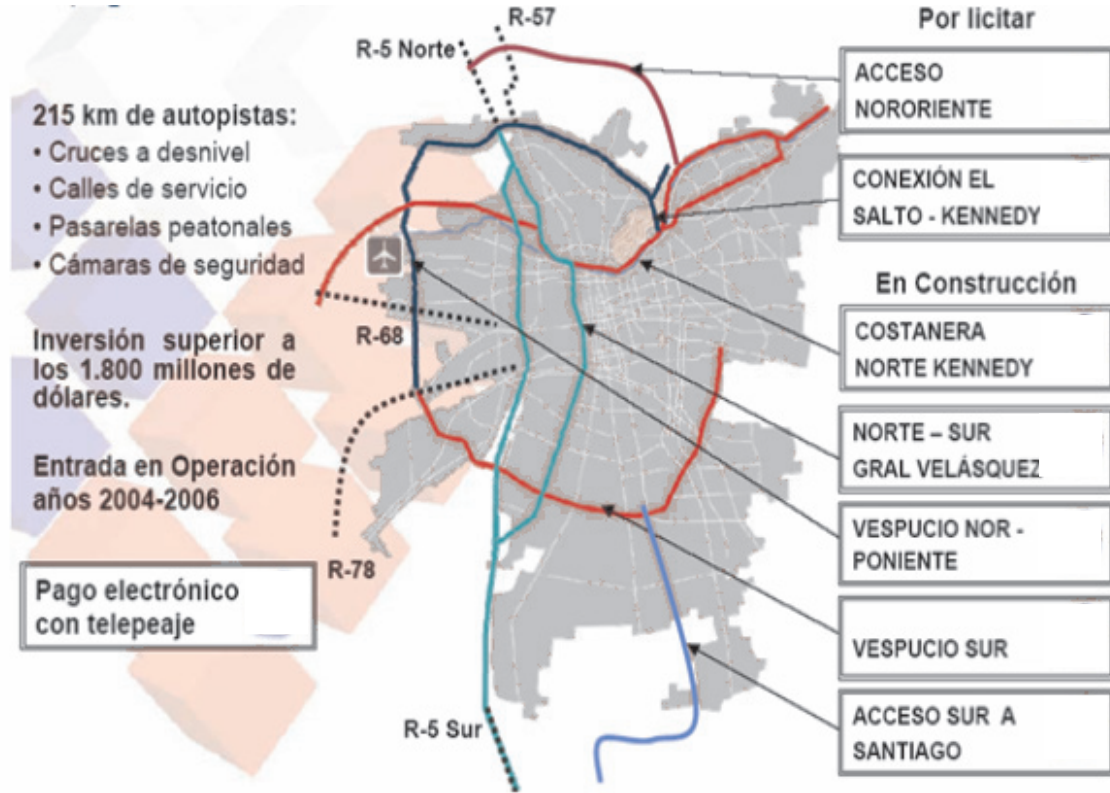 R-57
R-5 Norte
215 km de autopistas:
• Cruces a desnivel
• Calles de servicio
• Pasarelas peatonales
• Cámaras de seguridad
Inversión superior a
los 1.800 millones de
dólares.
Entrada en Operación
años 2004-2006
Pago electrónico
con telepeaje
R-68
R-78
R-5 Sur
Por licitar
ACCESO
NORORIENTE
CONEXIÓN EL
SALTO - KENNEDY
En Construcción
COSTANERA
NORTE KENNEDY
NORTE – SUR
GRAL VELÁSQUEZ
VESPUCIO NOR -
PONIENTE
VESPUCIO SUR
ACCESO SUR A
SANTIAGO